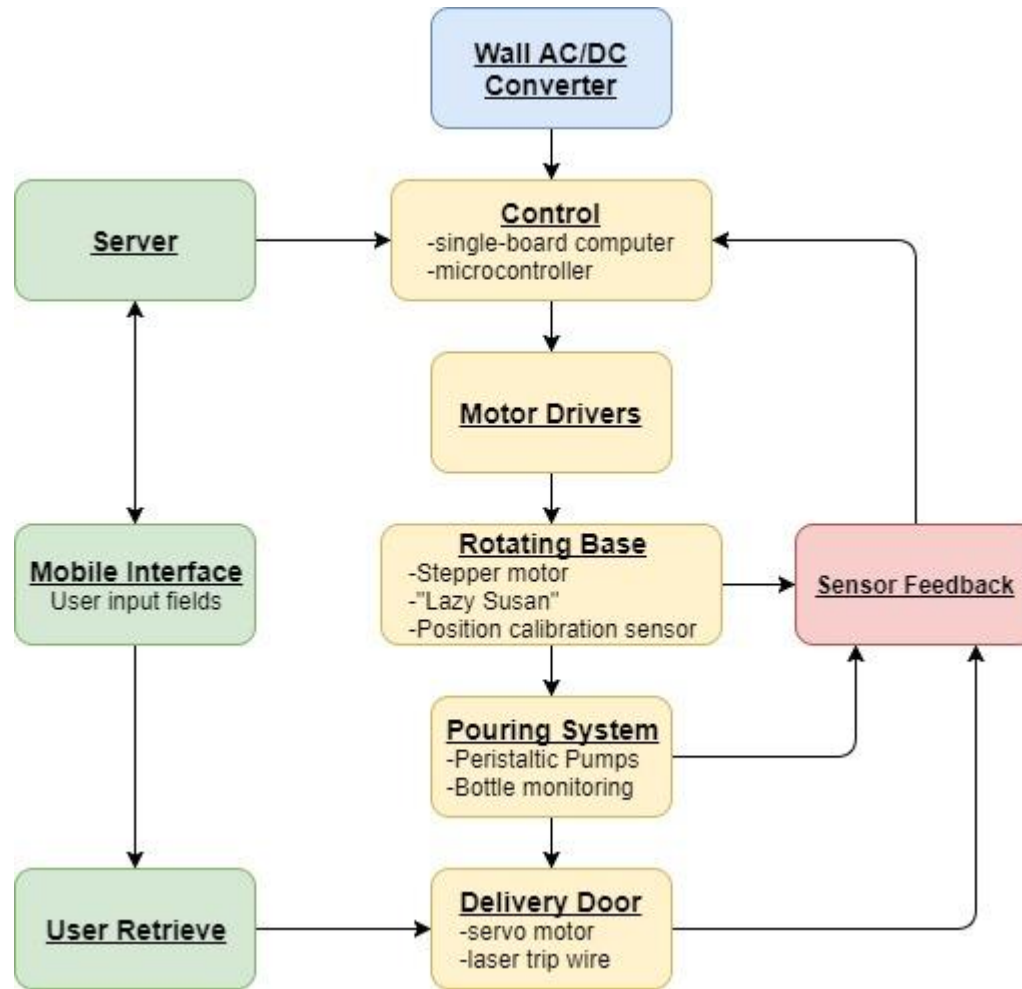 Wall AC/DC
Converter
Server
Control
-single-board computer
-microcontroller
Motor Drivers
Mobile Interface
User input fields
Rotating Base
-Stepper motor
-"Lazy Susan"
-Position calibration sensor
Sensor Feedback
Pouring System
-Peristaltic Pumps
-Bottle monitoring
User Retrieve
Delivery Door
-servo motor
-laser trip wire